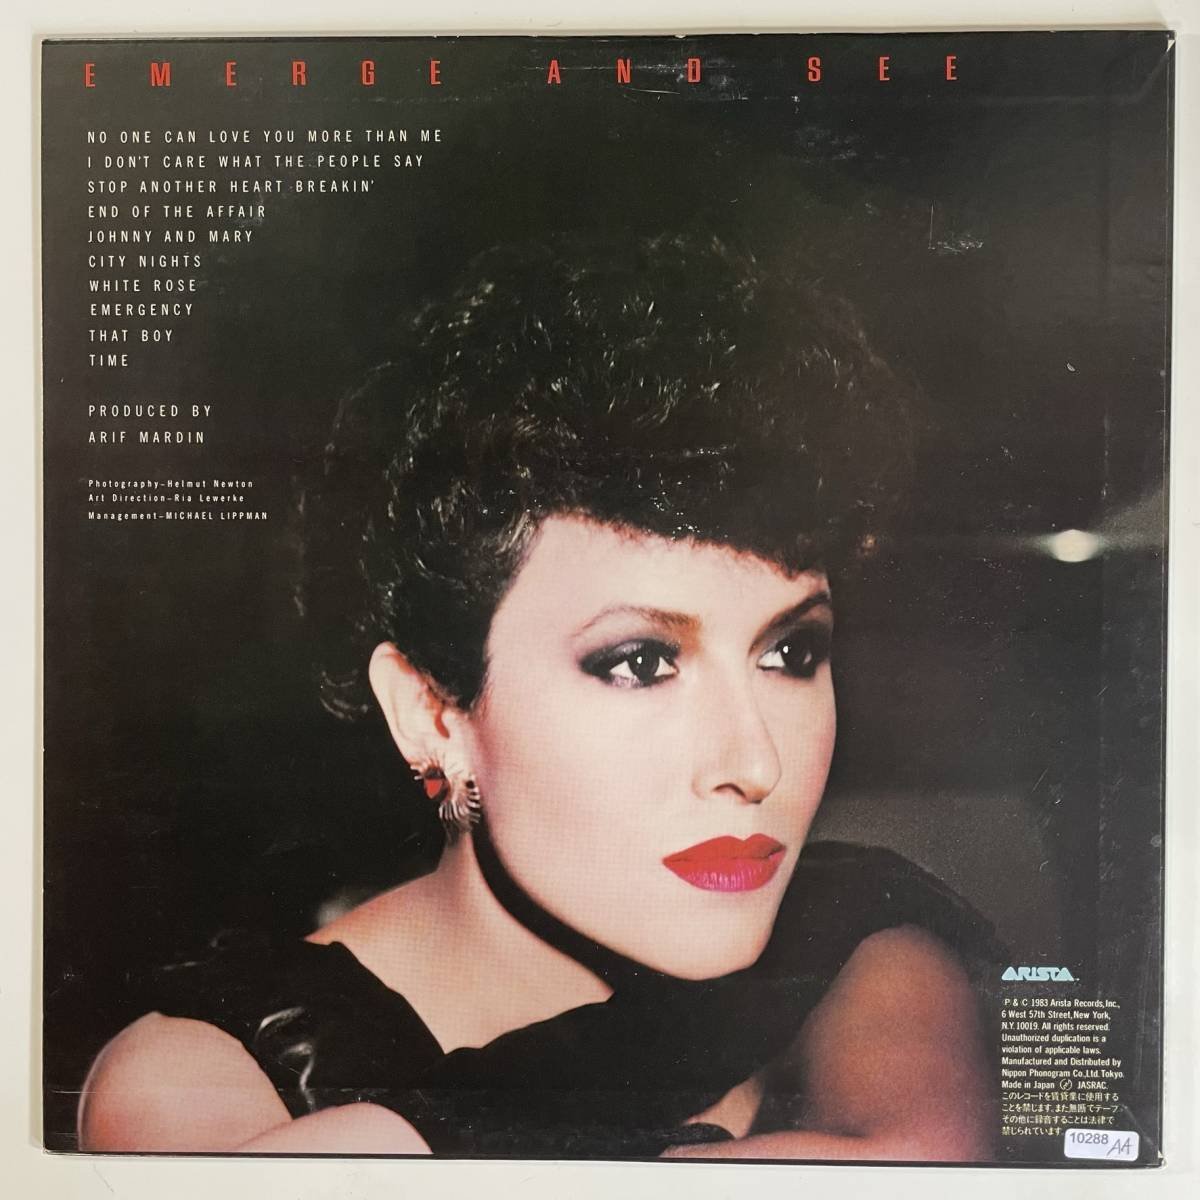 EMERGE AND SEE
NO ONE CAN LOVE YOU MORE THAN ME
I DON'T CARE WHAT THE PEOPLE SAY
STOP ANOTHER HEART BREAKIN'
END OF THE AFFAIR
JOHNNY AND MARY
CITY NIGHTS
WHITE ROSE
EMERGENCY
THAT BOY
TIME
PRODUCED BY
ARIF MARDIN
Photography–Helmut Newton
Art Direction–Ria Lewerke
Management–MICHAEL LIPPMAN
ARISTA
P & C 1983 Arista Records, Inc.,
6 West 57th Street, New York,
N.Y. 10019. All rights reserved.
Unauthorized duplication is a
violation of applicable laws.
Manufactured and Distributed by
Nippon Phonogram Co., Ltd. Tokyo.
Made in Japan JASRAC.
このレコードを賃貸業に使用する
ことを禁じます。また無断でテープ
その他に録音することは法律で
禁じられています。
10288 AA